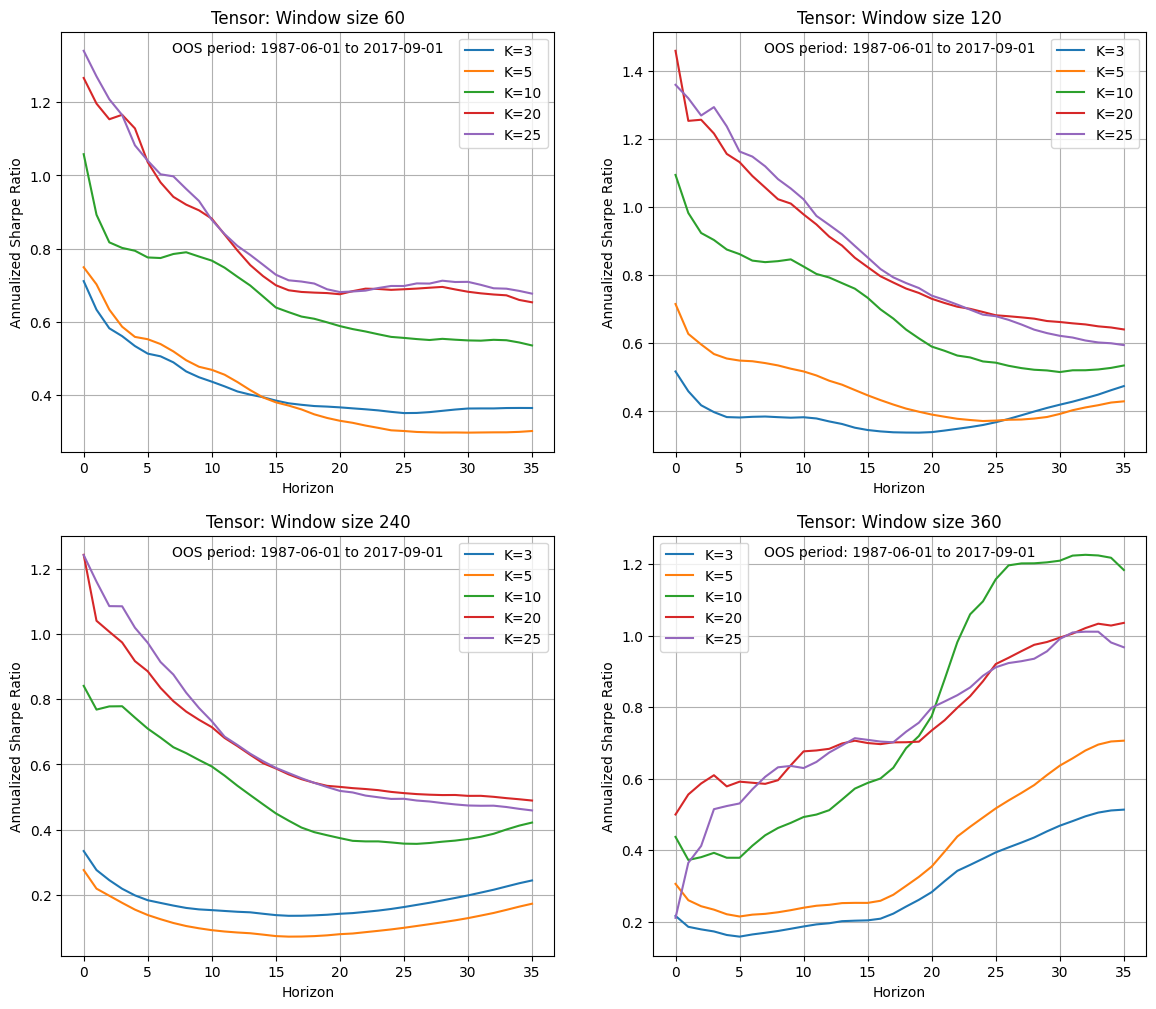 Tensor: Window size 60
OOS period: 1987-06-01 to 2017-09-01
K=3
K=5
K=10
K=20
K=25
Annualized Sharpe Ratio
1.2
1.0
0.8
0.6
0.4
0 5 10 15 20 25 30 35
Horizon
Tensor: Window size 120
OOS period: 1987-06-01 to 2017-09-01
K=3
K=5
K=10
K=20
K=25
Annualized Sharpe Ratio
1.4
1.2
1.0
0.8
0.6
0.4
0 5 10 15 20 25 30 35
Horizon
Tensor: Window size 240
OOS period: 1987-06-01 to 2017-09-01
K=3
K=5
K=10
K=20
K=25
Annualized Sharpe Ratio
1.2
1.0
0.8
0.6
0.4
0.2
0 5 10 15 20 25 30 35
Horizon
Tensor: Window size 360
OOS period: 1987-06-01 to 2017-09-01
K=3
K=5
K=10
K=20
K=25
Annualized Sharpe Ratio
1.2
1.0
0.8
0.6
0.4
0.2
0 5 10 15 20 25 30 35
Horizon